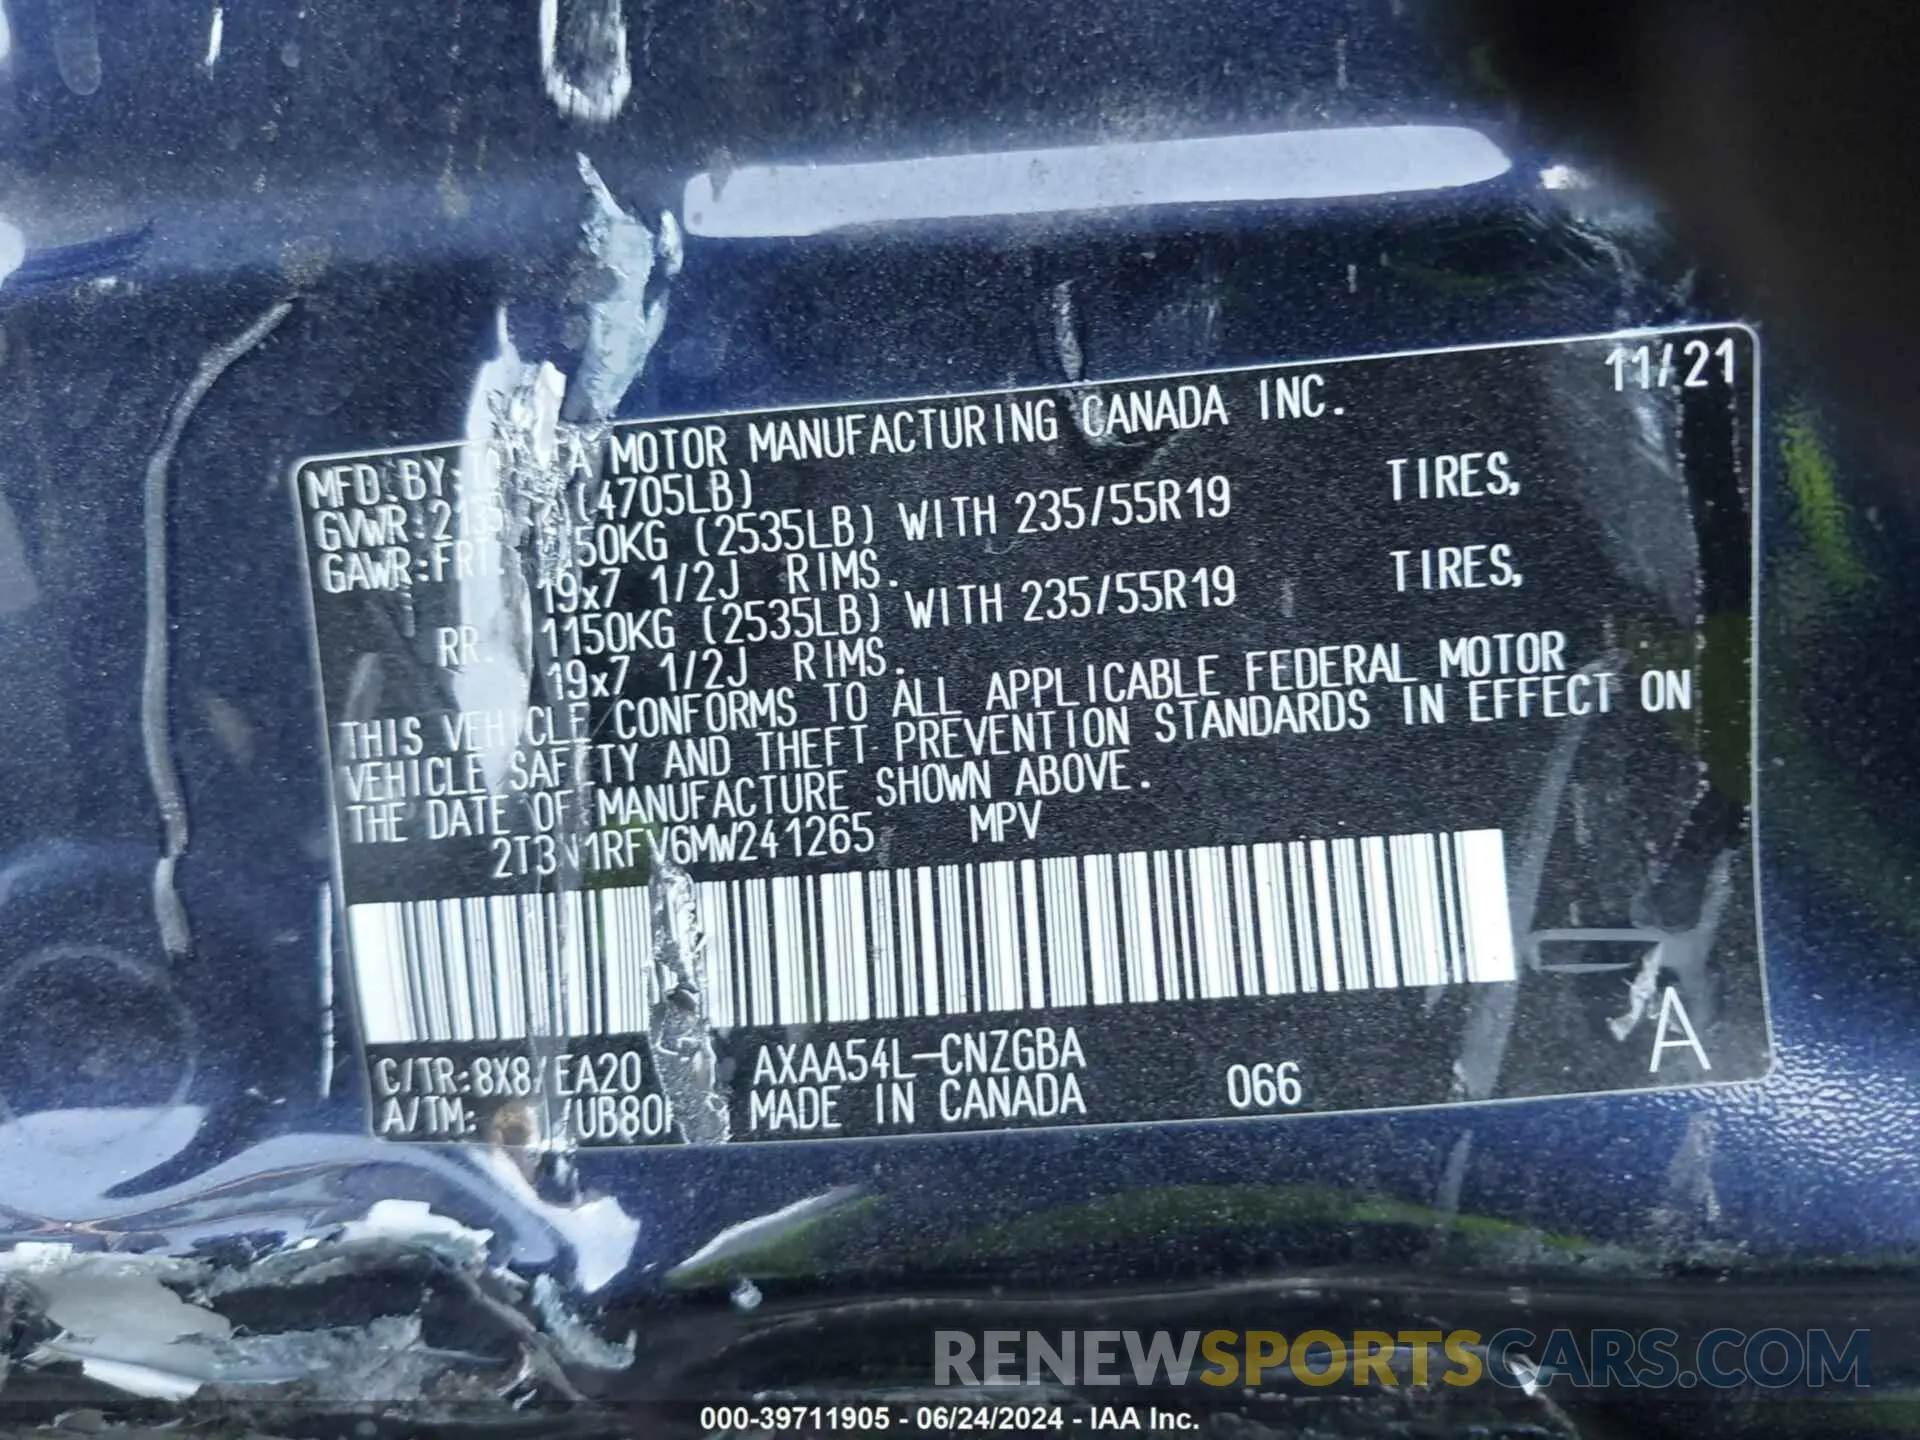 11/21
MFD.BY: MOTOR MANUFACTURING CANADA INC.
GVWR: (4705LB)
GAWR:FRT. 1150KG (2535LB) WITH 235/55R19 TIRES,
19x7 1/2J RIMS.
RR. 1150KG (2535LB) WITH 235/55R19 TIRES,
19x7 1/2J RIMS.
THIS VEHICLE CONFORMS TO ALL APPLICABLE FEDERAL MOTOR
VEHICLE SAFETY AND THEFT PREVENTION STANDARDS IN EFFECT ON
THE DATE OF MANUFACTURE SHOWN ABOVE.
MPV
C/TR:8X8/EA20 AXAA54L-CNZGBA
A/TM: MADE IN CANADA 066
A
RENEWSPORTSCARS.COM
000-39711905 - 06/24/2024 - IAA Inc.